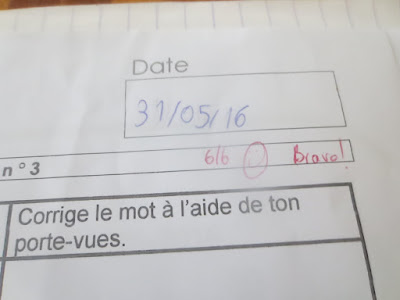 Date
31/05/16
n° 3 6/6 Bravo!
Corrige le mot à l'aide de ton
porte-vues.